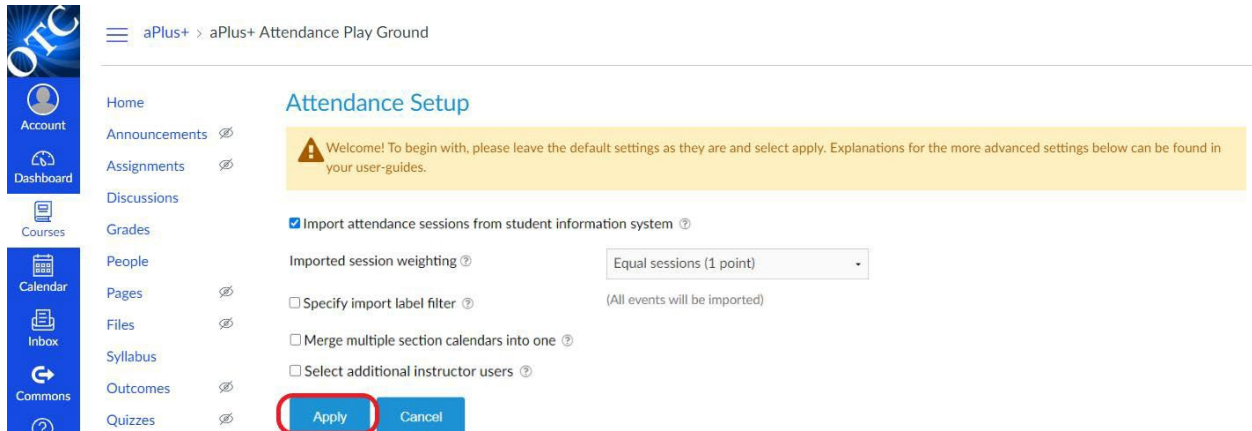 OTC
aPlus+ > aPlus+ Attendance Play Ground
Account
Dashboard
Courses
Calendar
Inbox
Commons
Home
Announcements
Assignments
Discussions
Grades
People
Pages
Files
Syllabus
Outcomes
Quizzes
Attendance Setup
Welcome! To begin with, please leave the default settings as they are and select apply. Explanations for the more advanced settings below can be found in
your user-guides.
Import attendance sessions from student information system ?
Imported session weighting ?
Equal sessions (1 point)
Specify import label filter ?
(All events will be imported)
Merge multiple section calendars into one ?
Select additional instructor users ?
Apply
Cancel